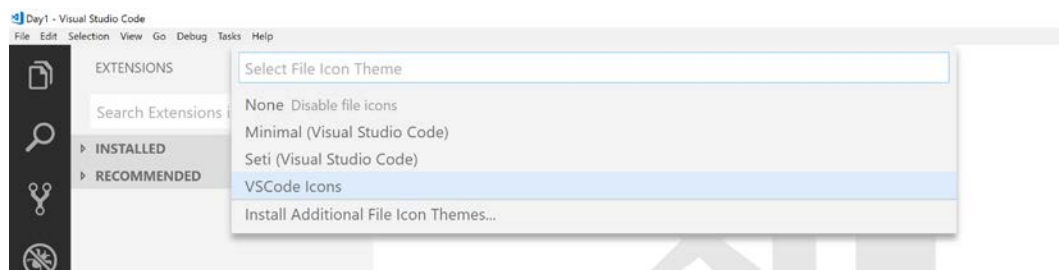 Day1 - Visual Studio Code
File Edit Selection View Go Debug Tasks Help
EXTENSIONS
Search Extensions i
INSTALLED
RECOMMENDED
Select File Icon Theme
None Disable file icons
Minimal (Visual Studio Code)
Seti (Visual Studio Code)
VSCode Icons
Install Additional File Icon Themes...